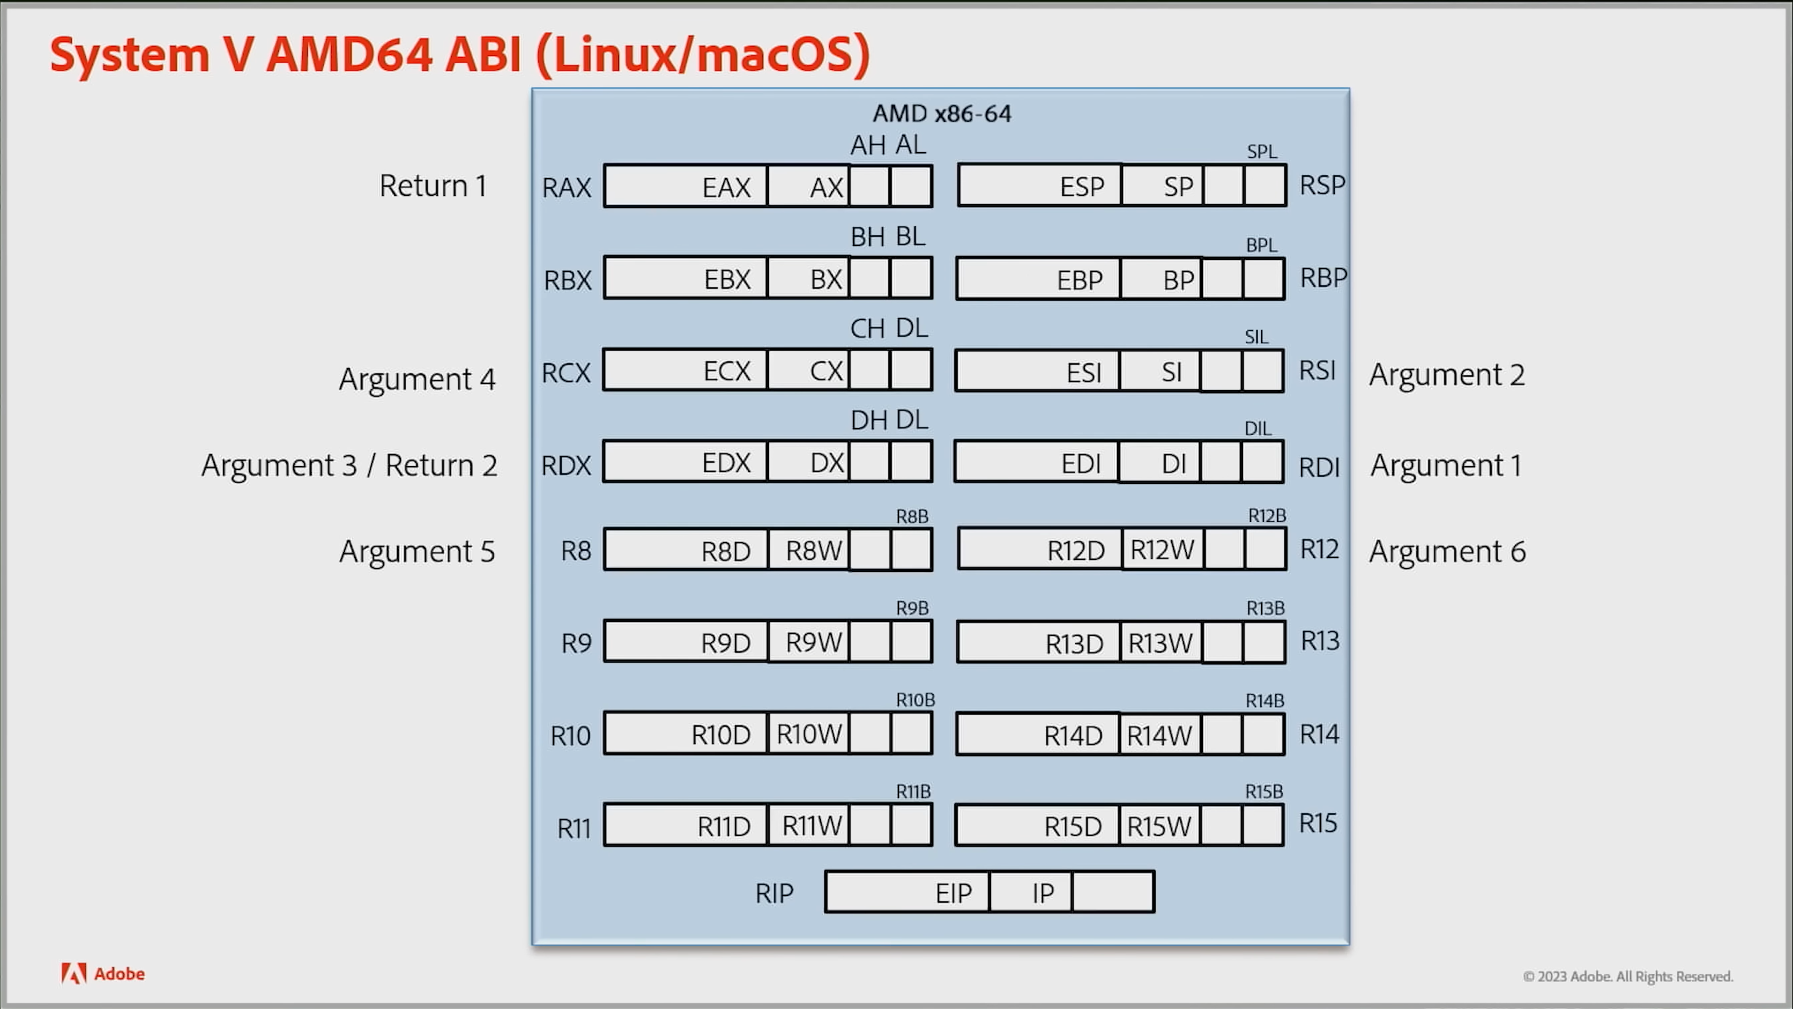 System V AMD64 ABI (Linux/macOS)
AMD x86-64
AH AL
SPL
Return 1 RAX EAX AX ESP SP RSP
BH BL
BPL
RBX EBX BX EBP BP RBP
CH DL
SIL
Argument 4 RCX ECX CX ESI SI RSI Argument 2
DH DL
DIL
Argument 3 / Return 2 RDX EDX DX EDI DI RDI Argument 1
R8B R12B
Argument 5 R8 R8D R8W R12D R12W R12 Argument 6
R9B R13B
R9 R9D R9W R13D R13W R13
R10B R14B
R10 R10D R10W R14D R14W R14
R11B R15B
R11 R11D R11W R15D R15W R15
RIP EIP IP
Adobe
© 2023 Adobe. All Rights Reserved.